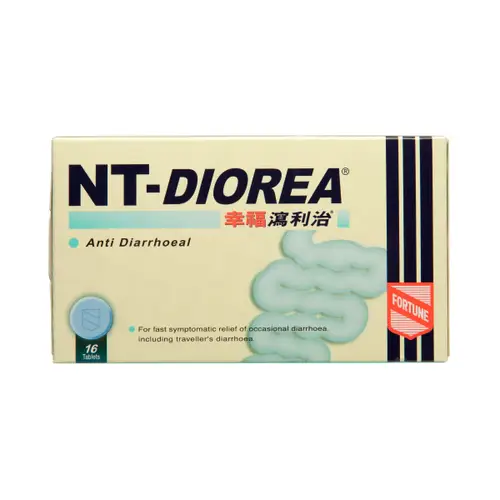 NT-DIOREA®
幸福瀉利治®
Anti Diarrhoeal
FORTUNE
For fast symptomatic relief of occasional diarrhoea
including traveller's diarrhoea.
16
Tablets